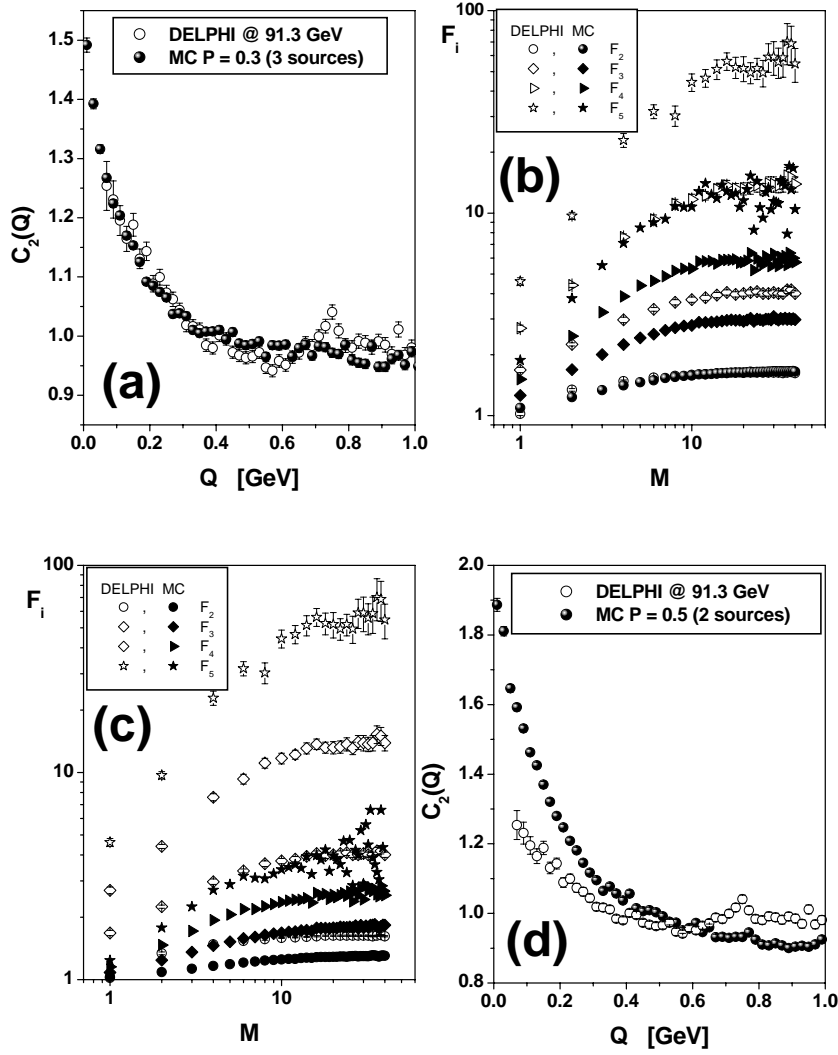 DELPHI @ 91.3 GeV
MC P = 0.3 (3 sources)
C2(Q)
1.5
1.4
1.3
1.2
1.1
1.0
0.9
(a)
0.0 0.2 0.4 0.6 0.8 1.0
Q [GeV]
Fi
100
10
1
DELPHI MC
, F2
, F3
, F4
, F5
(b)
1 10
M
Fi
100
10
1
DELPHI MC
, F2
, F3
, F4
, F5
(c)
1 10
M
DELPHI @ 91.3 GeV
MC P = 0.5 (2 sources)
C2(Q)
2.0
1.8
1.6
1.4
1.2
1.0
0.8
(d)
0.0 0.2 0.4 0.6 0.8 1.0
Q [GeV]